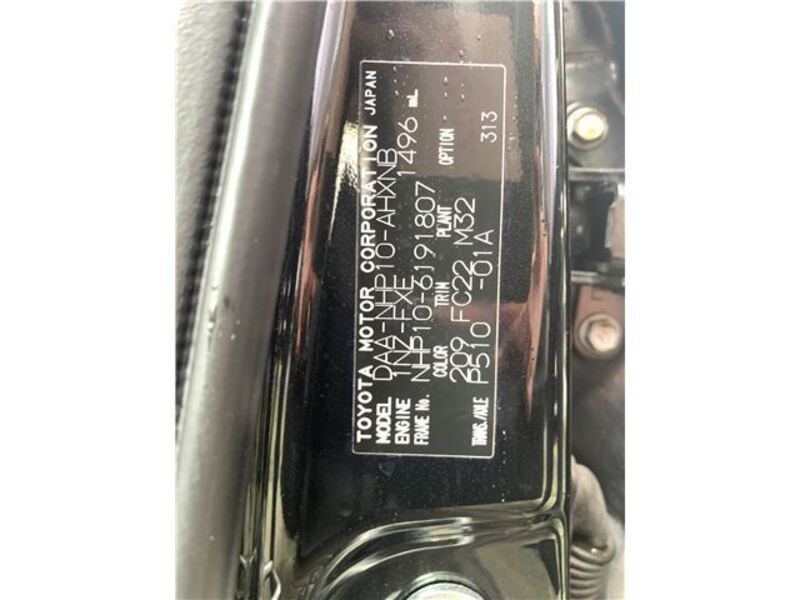 TOYOTA MOTOR CORPORATION JAPAN
MODEL DAA-NHP10-AHXNB
ENGINE 1NZ-FXE 1496 mL
FRAME No. NHP10-6191807
COLOR TRIM PLANT OPTION
209 FC22 M32
TRANS./AXLE P510 -01A 313